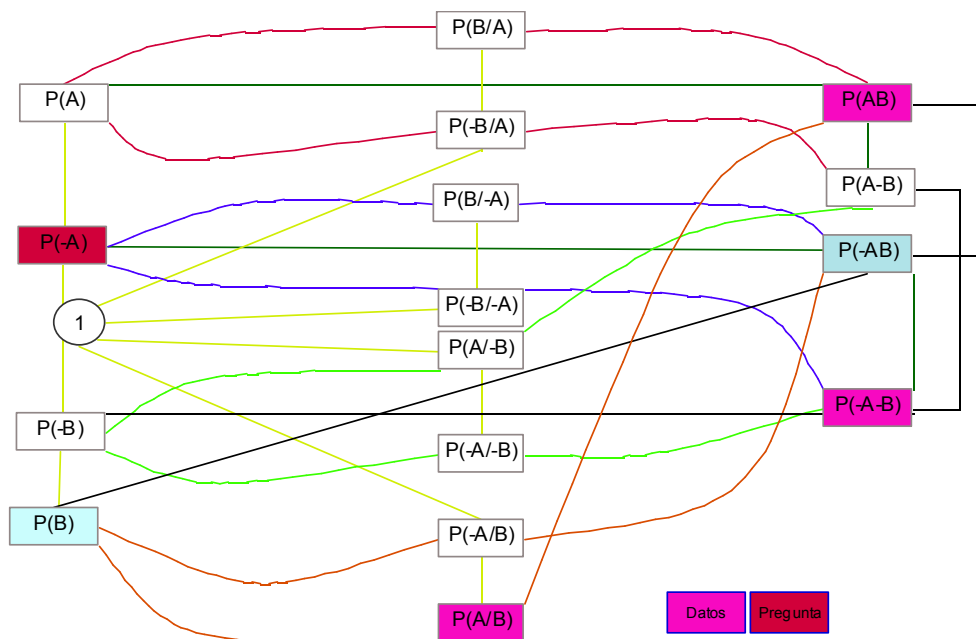 P(B/A)
P(A)
P(AB)
P(-B/A)
P(A-B)
P(B/-A)
P(-A)
P(-AB)
P(-B/-A)
1
P(A/-B)
P(-A-B)
P(-B)
P(-A/-B)
P(B)
P(-A/B)
P(A/B)
Datos
Pregunta